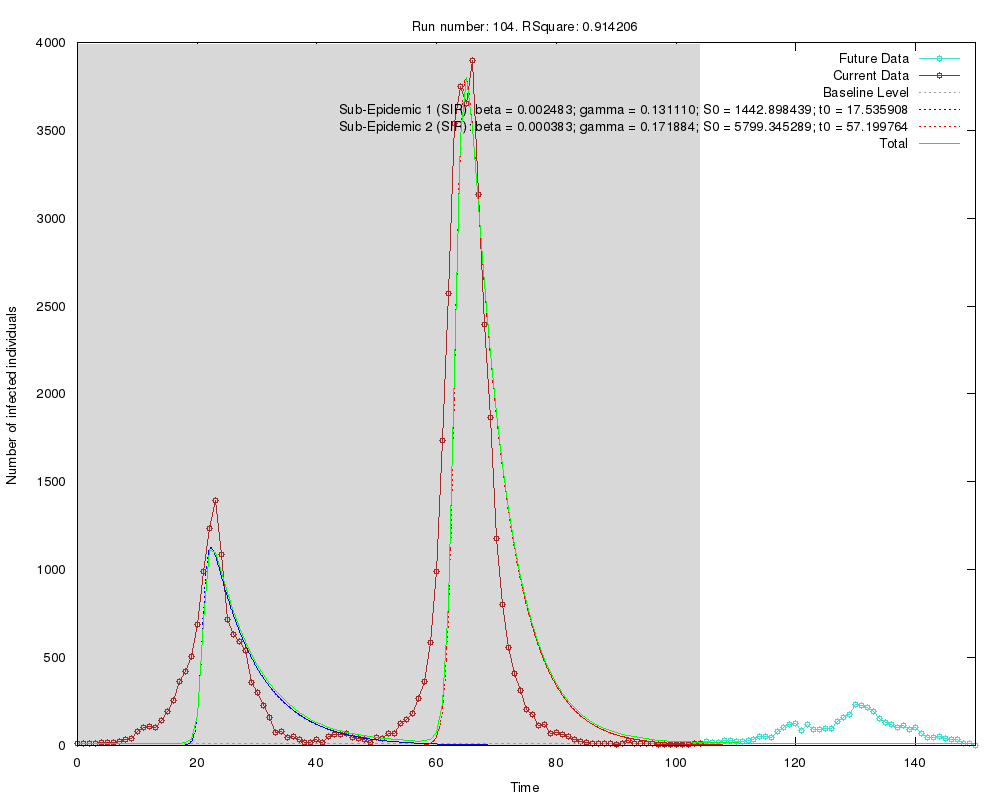 Run number: 104. RSquare: 0.914206
Future Data
Current Data
Baseline Level
Sub-Epidemic 1 (SIR): beta = 0.002483; gamma = 0.131110; S0 = 1442.898439; t0 = 17.535908
Sub-Epidemic 2 (SIR): beta = 0.000383; gamma = 0.171884; S0 = 5799.345289; t0 = 57.199764
Total
Number of infected individuals
4000
3500
3000
2500
2000
1500
1000
500
0
0 20 40 60 80 100 120 140
Time